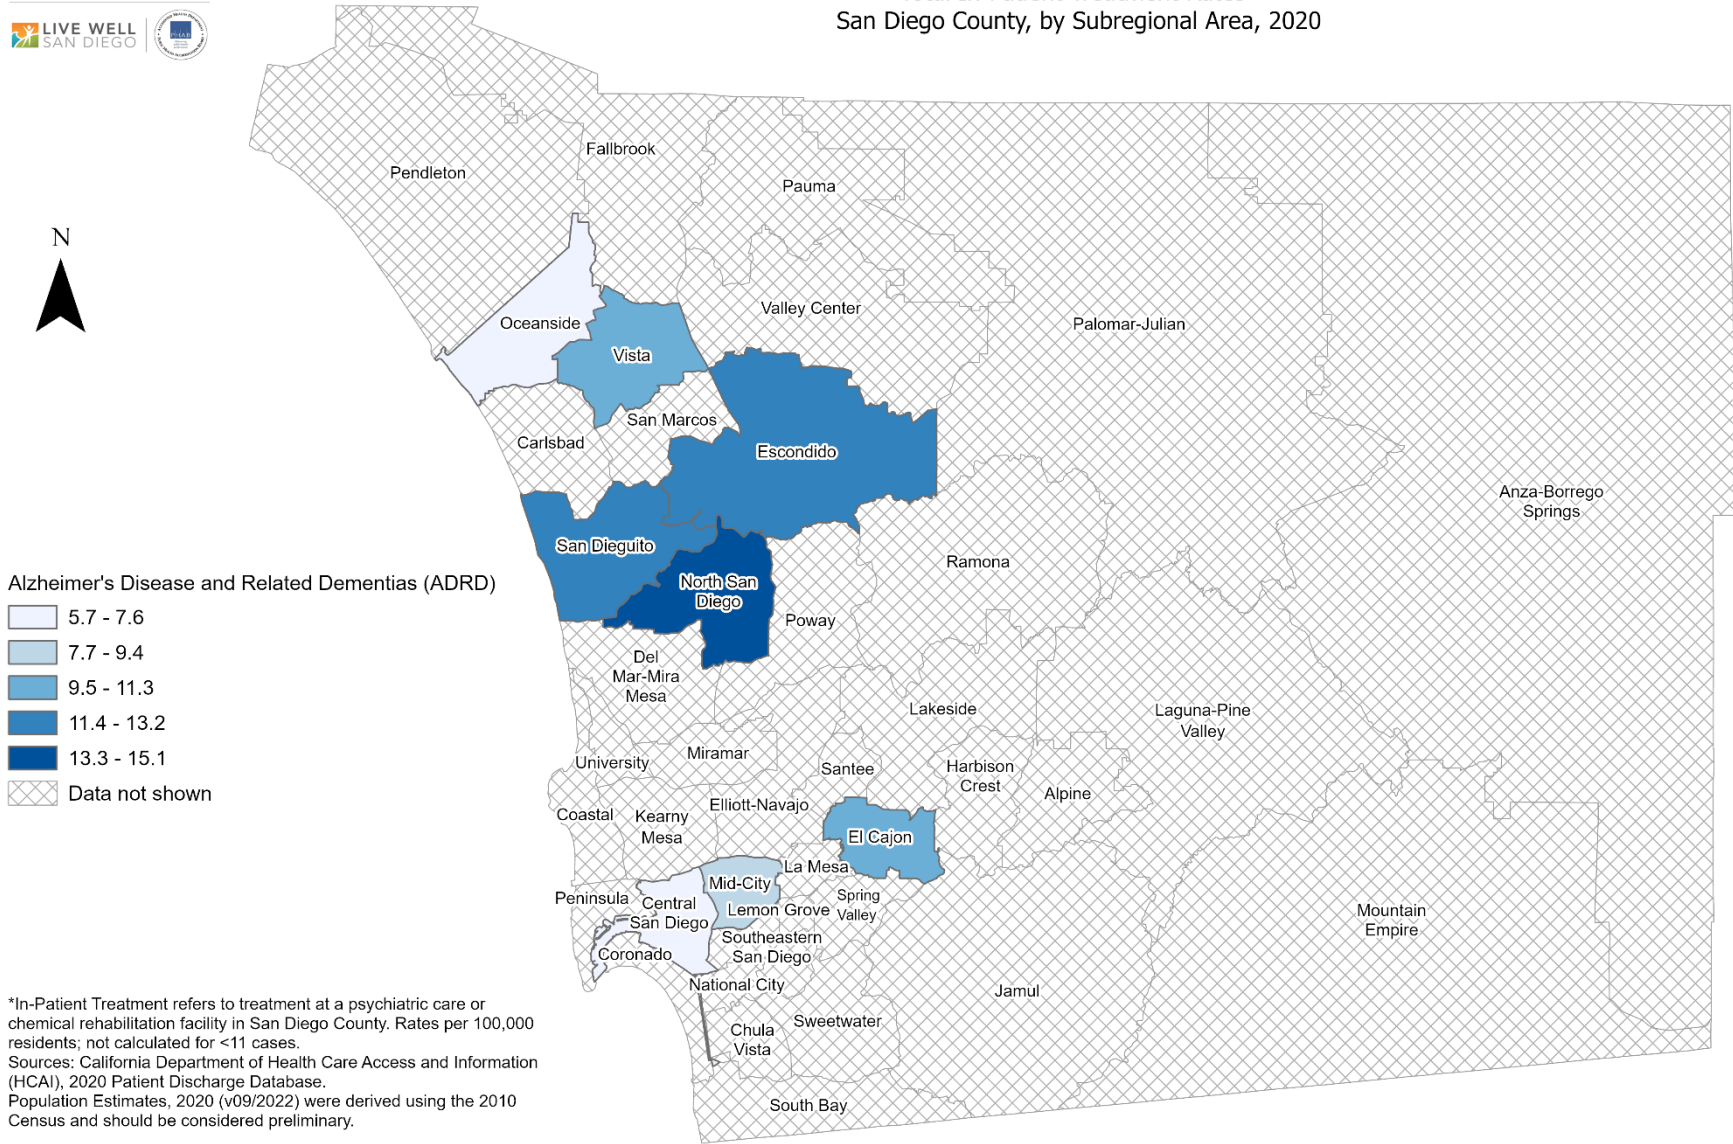 LIVE WELL
SAN DIEGO
San Diego County, by Subregional Area, 2020
N
Pendleton
Fallbrook
Pauma
Oceanside
Valley Center
Palomar-Julian
Vista
San Marcos
Carlsbad
Escondido
Anza-Borrego
Springs
San Dieguito
Ramona
North San
Diego
Poway
Del
Mar-Mira
Mesa
Lakeside
Laguna-Pine
Valley
Miramar
University
Santee
Harbison
Crest
Alpine
Coastal
Kearny
Mesa
Elliott-Navajo
El Cajon
La Mesa
Mid-City
Peninsula
Central
San Diego
Lemon Grove
Spring
Valley
Mountain
Empire
Southeastern
San Diego
Coronado
National City
Jamul
Chula
Vista
Sweetwater
South Bay
Alzheimer's Disease and Related Dementias (ADRD)
5.7 - 7.6
7.7 - 9.4
9.5 - 11.3
11.4 - 13.2
13.3 - 15.1
Data not shown
*In-Patient Treatment refers to treatment at a psychiatric care or
chemical rehabilitation facility in San Diego County. Rates per 100,000
residents; not calculated for <11 cases.
Sources: California Department of Health Care Access and Information
(HCAI), 2020 Patient Discharge Database.
Population Estimates, 2020 (v09/2022) were derived using the 2010
Census and should be considered preliminary.